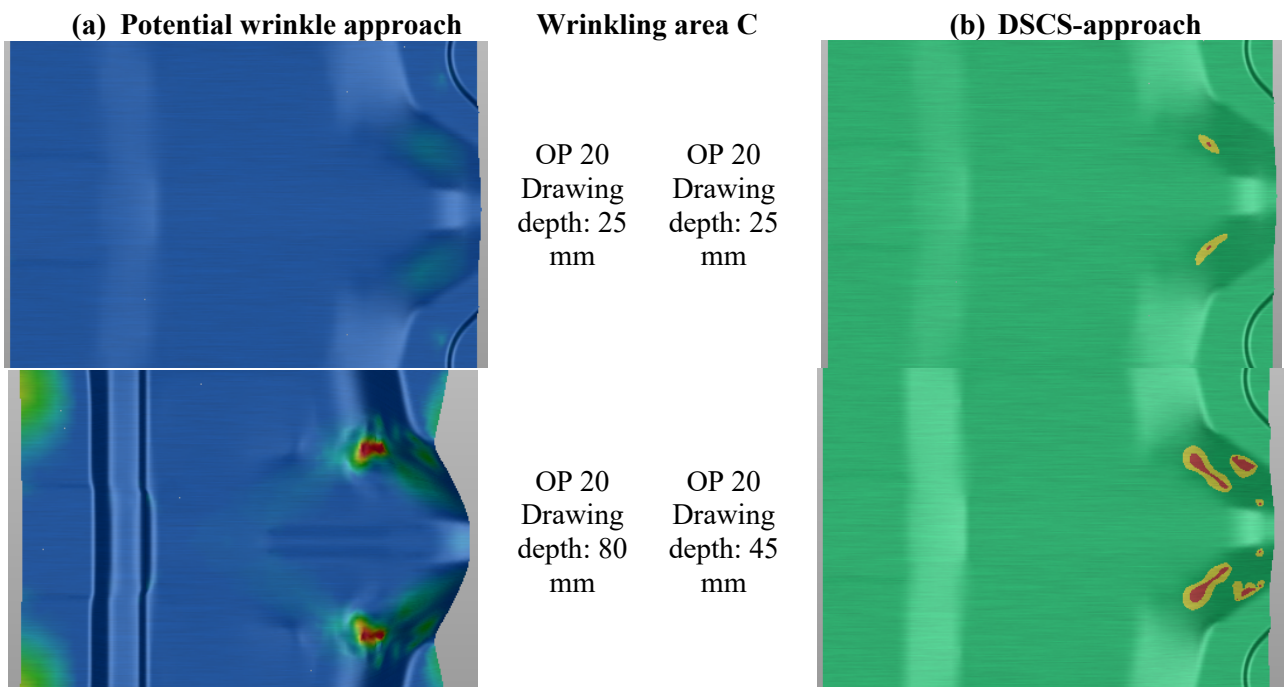 (a) Potential wrinkle approach
Wrinkling area C
(b) DSCS-approach
OP 20
Drawing
depth: 25
mm
OP 20
Drawing
depth: 25
mm
OP 20
Drawing
depth: 80
mm
OP 20
Drawing
depth: 45
mm